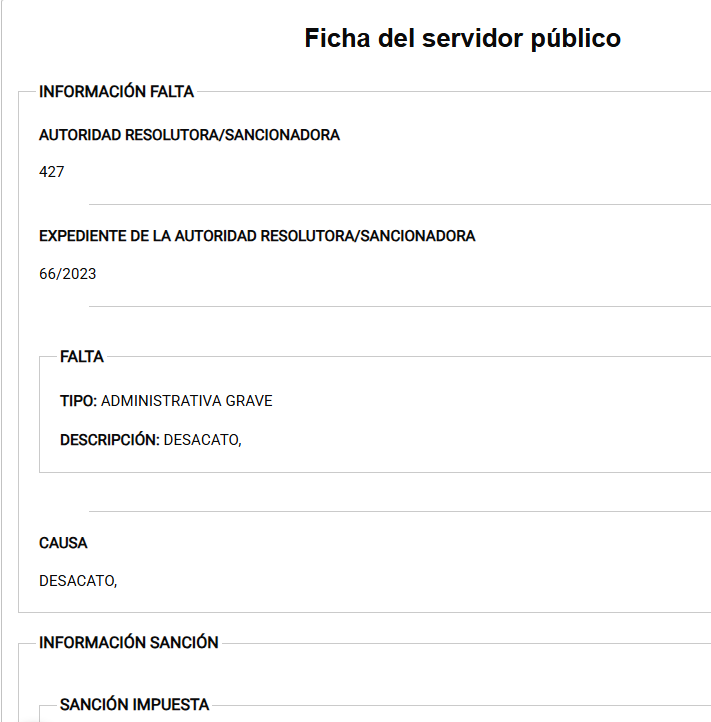 Ficha del servidor público
INFORMACIÓN FALTA
AUTORIDAD RESOLUTORA/SANCIONADORA
427
EXPEDIENTE DE LA AUTORIDAD RESOLUTORA/SANCIONADORA
66/2023
FALTA
TIPO: ADMINISTRATIVA GRAVE
DESCRIPCIÓN: DESACATO,
CAUSA
DESACATO,
INFORMACIÓN SANCIÓN
SANCIÓN IMPUESTA